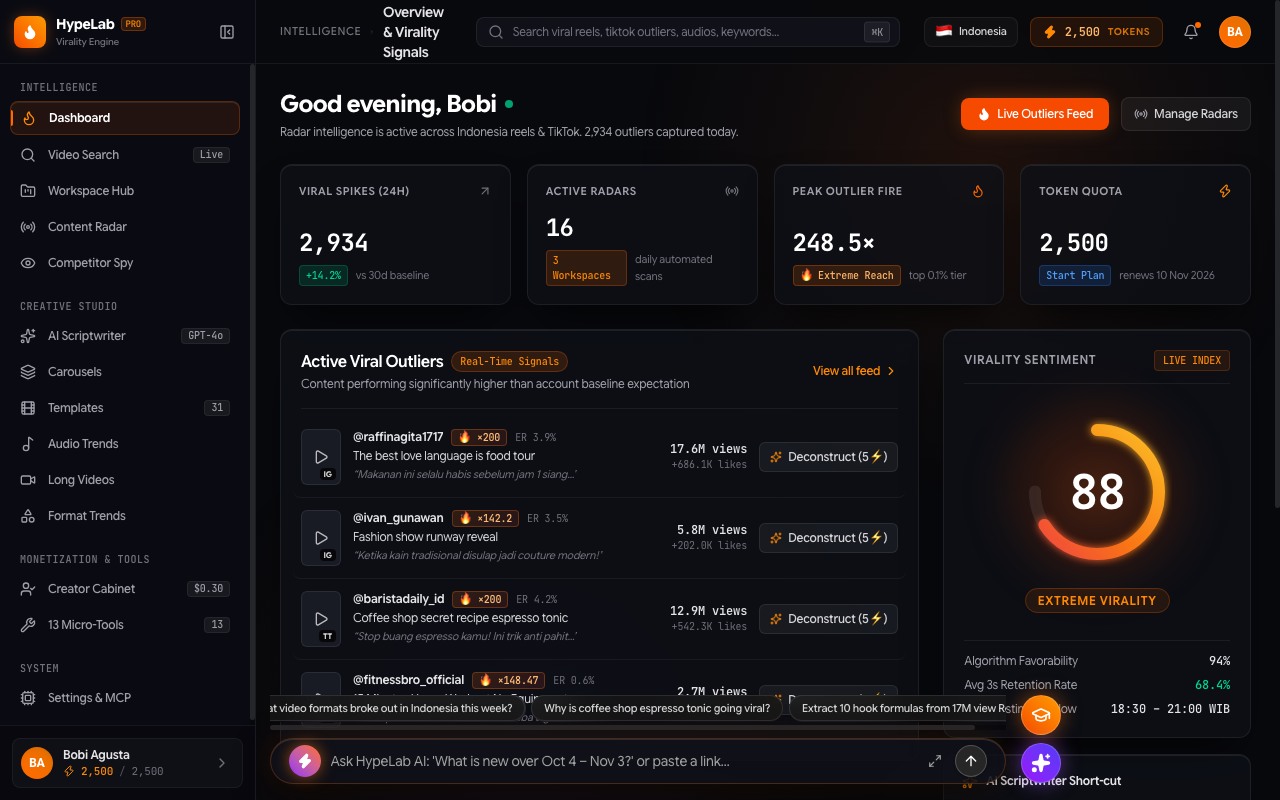 HypeLab PRO
Virality Engine
INTELLIGENCE
Dashboard
Video Search Live
Workspace Hub
Content Radar
Competitor Spy
CREATIVE STUDIO
AI Scriptwriter GPT-4o
Carousels
Templates 31
Audio Trends
Long Videos
Format Trends
MONETIZATION & TOOLS
Creator Cabinet $0.30
13 Micro-Tools 13
SYSTEM
Settings & MCP
BA
Bobi Agusta
2,500 / 2,500
INTELLIGENCE
Overview
& Virality
Signals
Search viral reels, tiktok outliers, audios, keywords...
⌘K
Indonesia
2,500 TOKENS
BA
Good evening, Bobi
Radar intelligence is active across Indonesia reels & TikTok. 2,934 outliers captured today.
Live Outliers Feed
Manage Radars
VIRAL SPIKES (24H)
2,934
+14.2% vs 30d baseline
ACTIVE RADARS
16
3
Workspaces
daily automated
scans
PEAK OUTLIER FIRE
248.5×
🔥 Extreme Reach top 0.1% tier
TOKEN QUOTA
2,500
Start Plan renews 10 Nov 2026
Active Viral Outliers Real-Time Signals
Content performing significantly higher than account baseline expectation
View all feed
IG
@raffinagita1717 🔥 ×200 ER 3.9%
The best love language is food tour
“Makanan ini selalu habis sebelum jam 1 siang...”
17.6M views
+686.1K likes
Deconstruct (5⚡)
IG
@ivan_gunawan 🔥 ×142.2 ER 3.5%
Fashion show runway reveal
“Ketika kain tradisional disulap jadi couture modern!”
5.8M views
+202.0K likes
Deconstruct (5⚡)
TT
@baristadaily_id 🔥 ×200 ER 4.2%
Coffee shop secret recipe espresso tonic
“Stop buang espresso kamu! Ini trik anti pahit...”
12.9M views
+542.3K likes
Deconstruct (5⚡)
@fitnessbro_official 🔥 ×148.47 ER 0.6%
2.7M views
VIRALITY SENTIMENT
LIVE INDEX
88
EXTREME VIRALITY
Algorithm Favorability 94%
Avg 3s Retention Rate 68.4%
18:30 – 21:00 WIB
AI Scriptwriter Short-cut
at video formats broke out in Indonesia this week?
Why is coffee shop espresso tonic going viral?
Extract 10 hook formulas from 17M view R
Ask HypeLab AI: 'What is new over Oct 4 – Nov 3?' or paste a link...